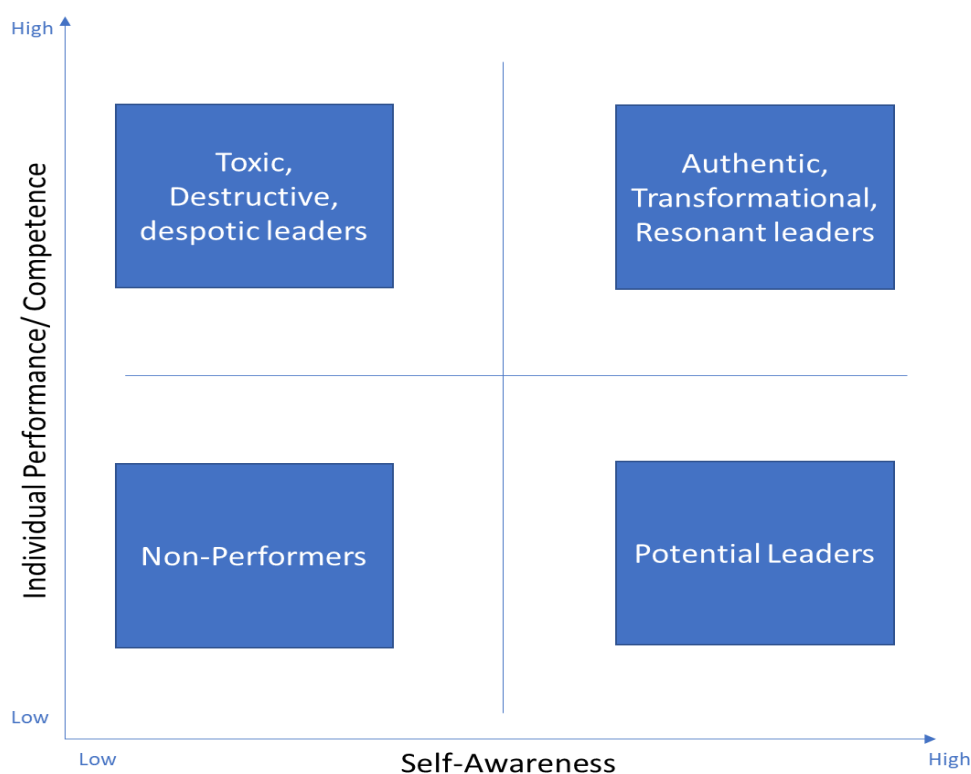 High
Toxic,
Destructive,
despotic leaders
Authentic,
Transformational,
Resonant leaders
Individual Performance/ Competence
Non-Performers
Potential Leaders
Low
Low
Self-Awareness
High